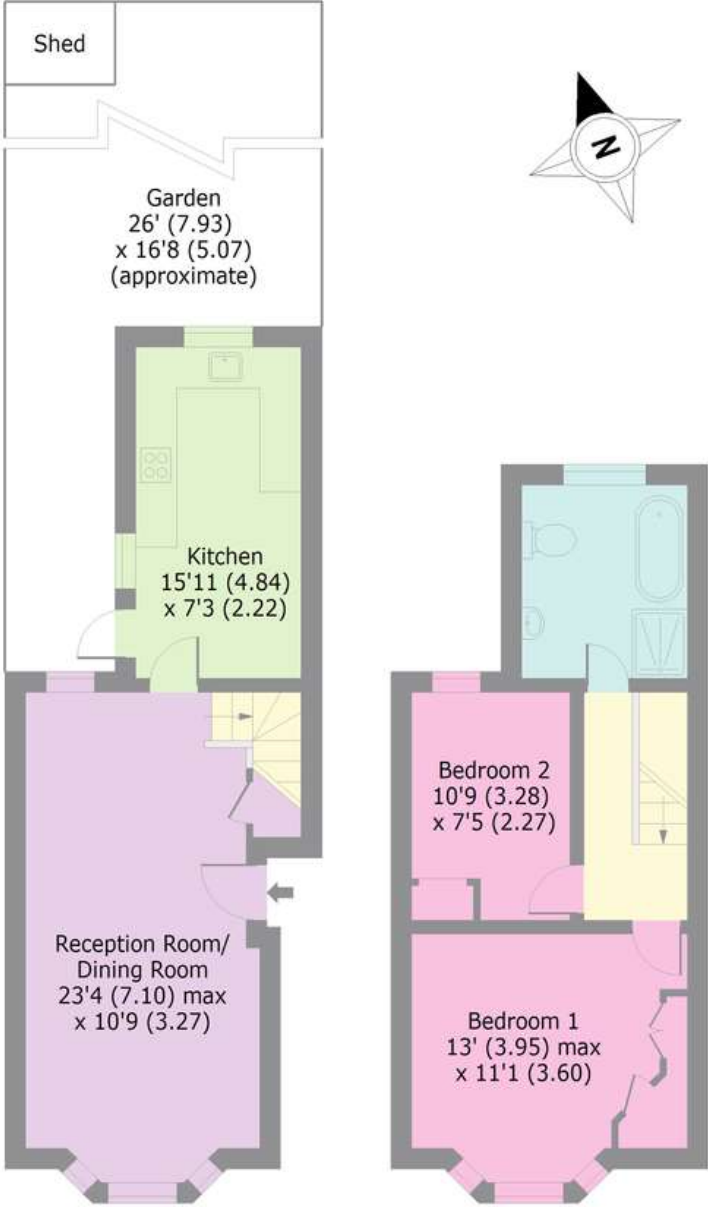 Shed
Garden
26' (7.93)
x 16'8 (5.07)
(approximate)
N
Kitchen
15'11 (4.84)
x 7'3 (2.22)
Reception Room/
Dining Room
23'4 (7.10) max
x 10'9 (3.27)
Bedroom 2
10'9 (3.28)
x 7'5 (2.27)
Bedroom 1
13' (3.95) max
x 11'1 (3.60)